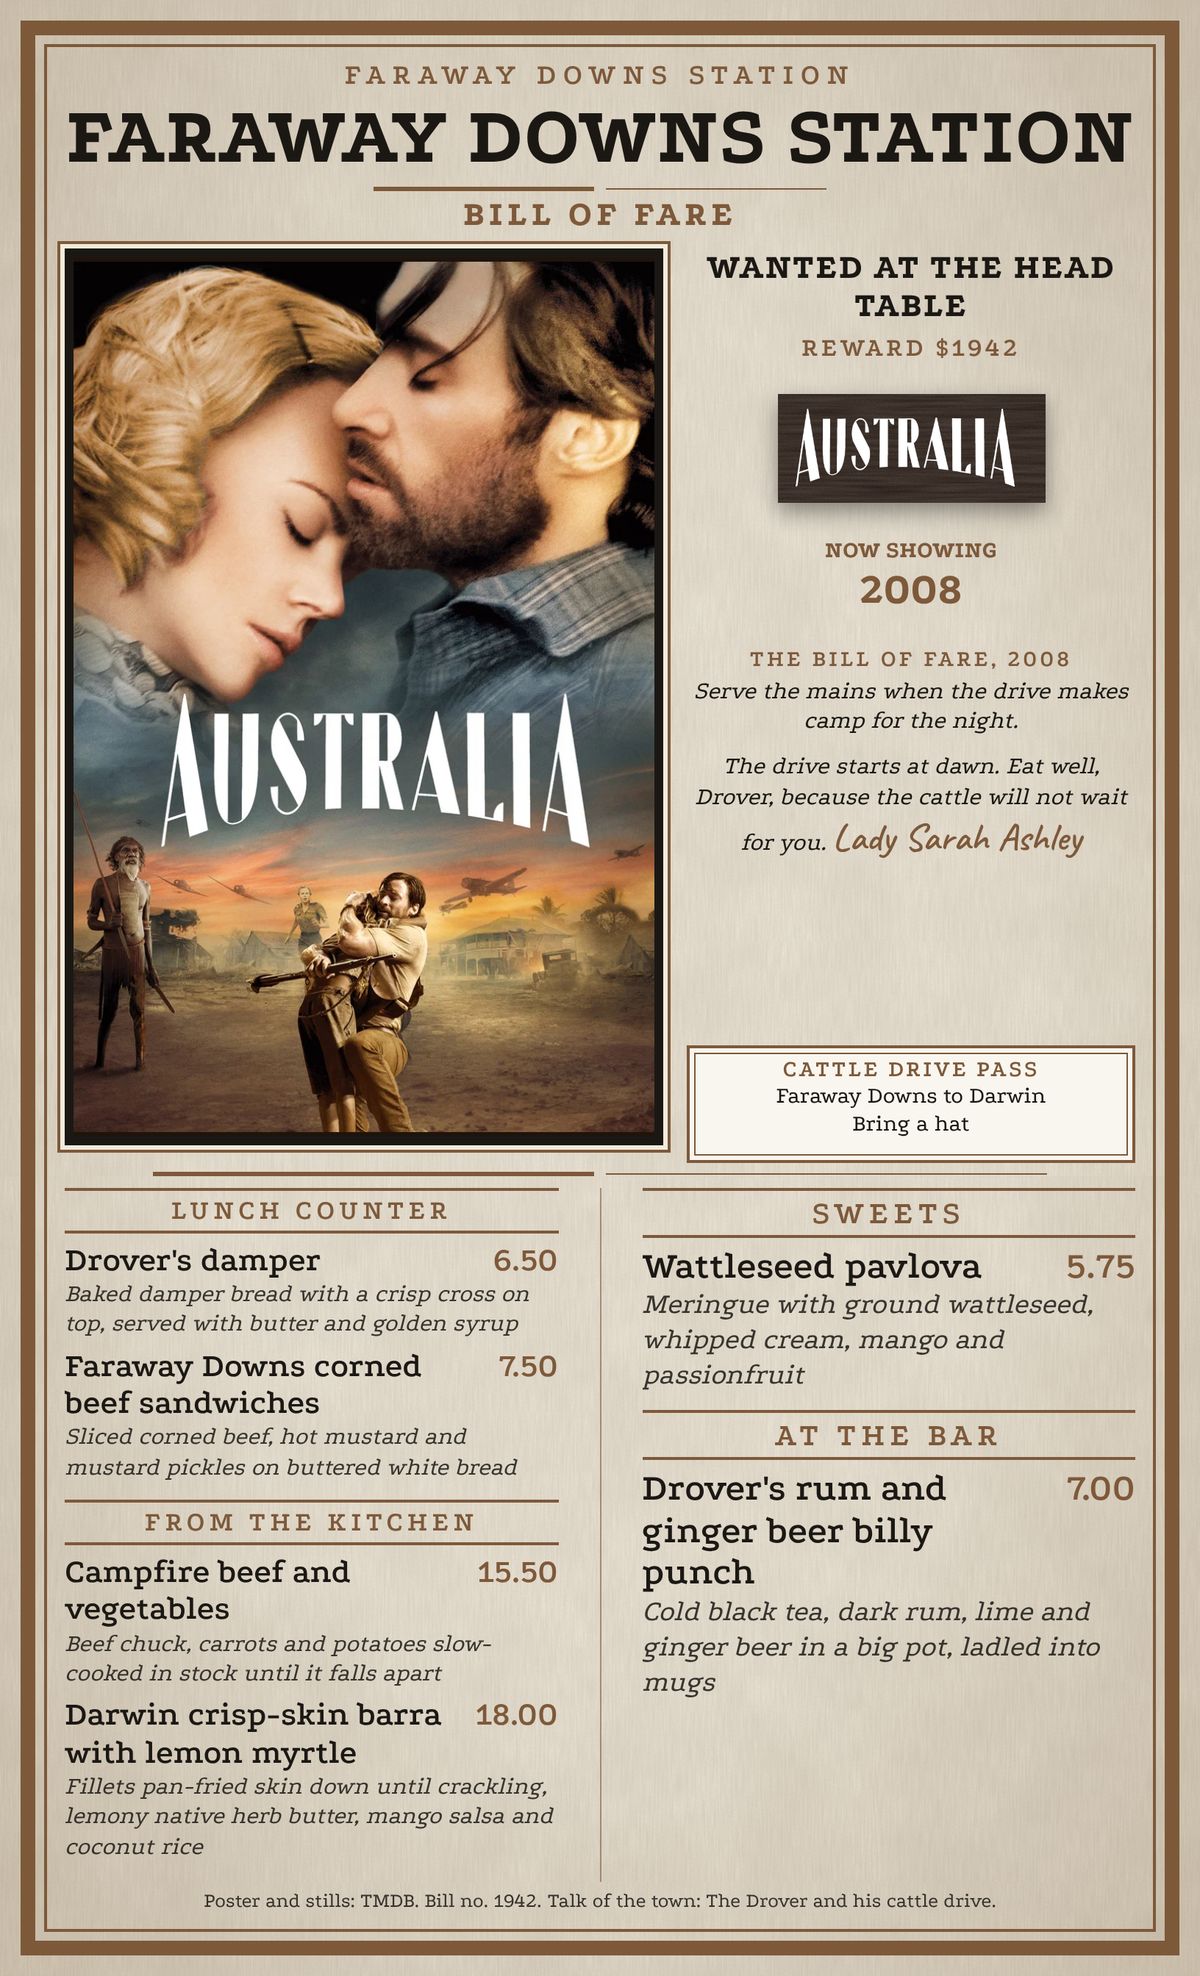 FARAWAY DOWNS STATION
FARAWAY DOWNS STATION
BILL OF FARE
AUSTRALIA
WANTED AT THE HEAD
TABLE
REWARD $1942
AUSTRALIA
NOW SHOWING
2008
THE BILL OF FARE, 2008
Serve the mains when the drive makes
camp for the night.
The drive starts at dawn. Eat well,
Drover, because the cattle will not wait
for you. Lady Sarah Ashley
CATTLE DRIVE PASS
Faraway Downs to Darwin
Bring a hat
LUNCH COUNTER
Drover's damper 6.50
Baked damper bread with a crisp cross on
top, served with butter and golden syrup
Faraway Downs corned 7.50
beef sandwiches
Sliced corned beef, hot mustard and
mustard pickles on buttered white bread
FROM THE KITCHEN
Campfire beef and 15.50
vegetables
Beef chuck, carrots and potatoes slow-
cooked in stock until it falls apart
Darwin crisp-skin barra 18.00
with lemon myrtle
Fillets pan-fried skin down until crackling,
lemony native herb butter, mango salsa and
coconut rice
SWEETS
Wattleseed pavlova 5.75
Meringue with ground wattleseed,
whipped cream, mango and
passionfruit
AT THE BAR
Drover's rum and 7.00
ginger beer billy
punch
Cold black tea, dark rum, lime and
ginger beer in a big pot, ladled into
mugs
Poster and stills: TMDB. Bill no. 1942. Talk of the town: The Drover and his cattle drive.